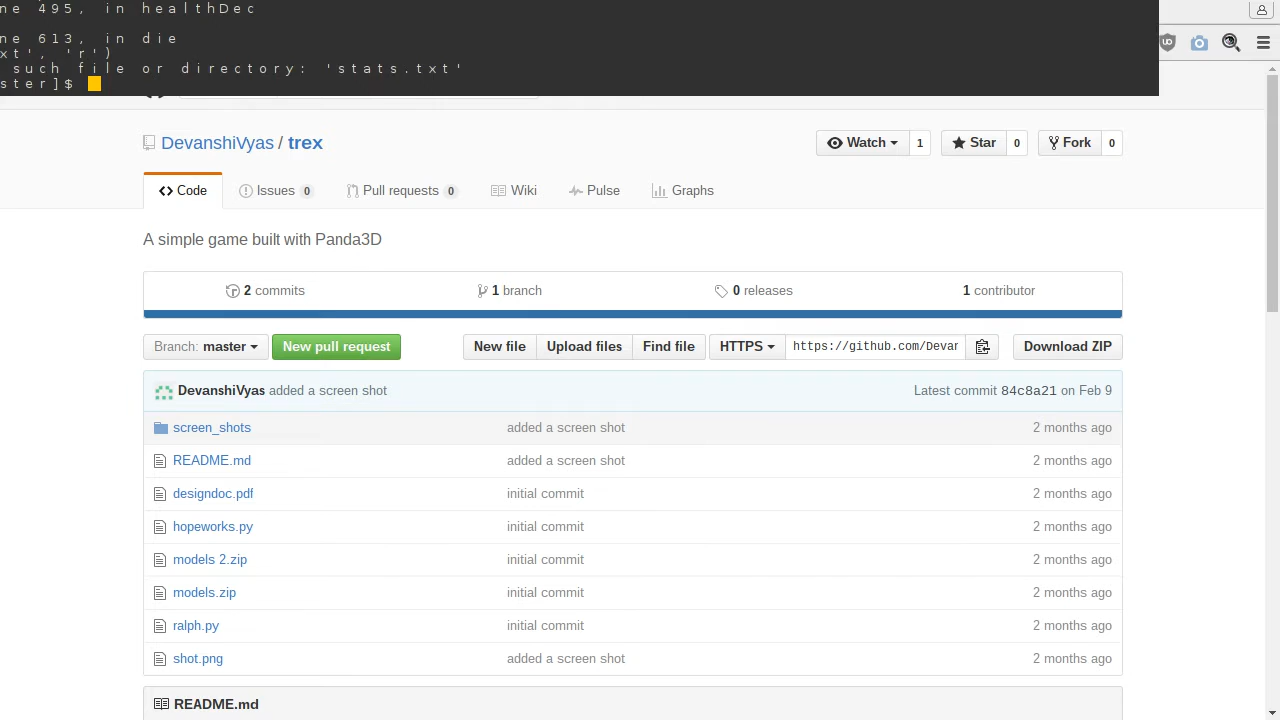 ne 495, in healthDec
ne 613, in die
xt', 'r')
such file or directory: 'stats.txt'
ster]$
DevanshiVyas / trex
Watch 1 Star 0 Fork 0
Code Issues 0 Pull requests 0 Wiki Pulse Graphs
A simple game built with Panda3D
2 commits 1 branch 0 releases 1 contributor
Branch: master New pull request New file Upload files Find file HTTPS https://github.com/Devar Download ZIP
DevanshiVyas added a screen shot Latest commit 84c8a21 on Feb 9
screen_shots added a screen shot 2 months ago
README.md added a screen shot 2 months ago
designdoc.pdf initial commit 2 months ago
hopeworks.py initial commit 2 months ago
models 2.zip initial commit 2 months ago
models.zip initial commit 2 months ago
ralph.py initial commit 2 months ago
shot.png added a screen shot 2 months ago
README.md